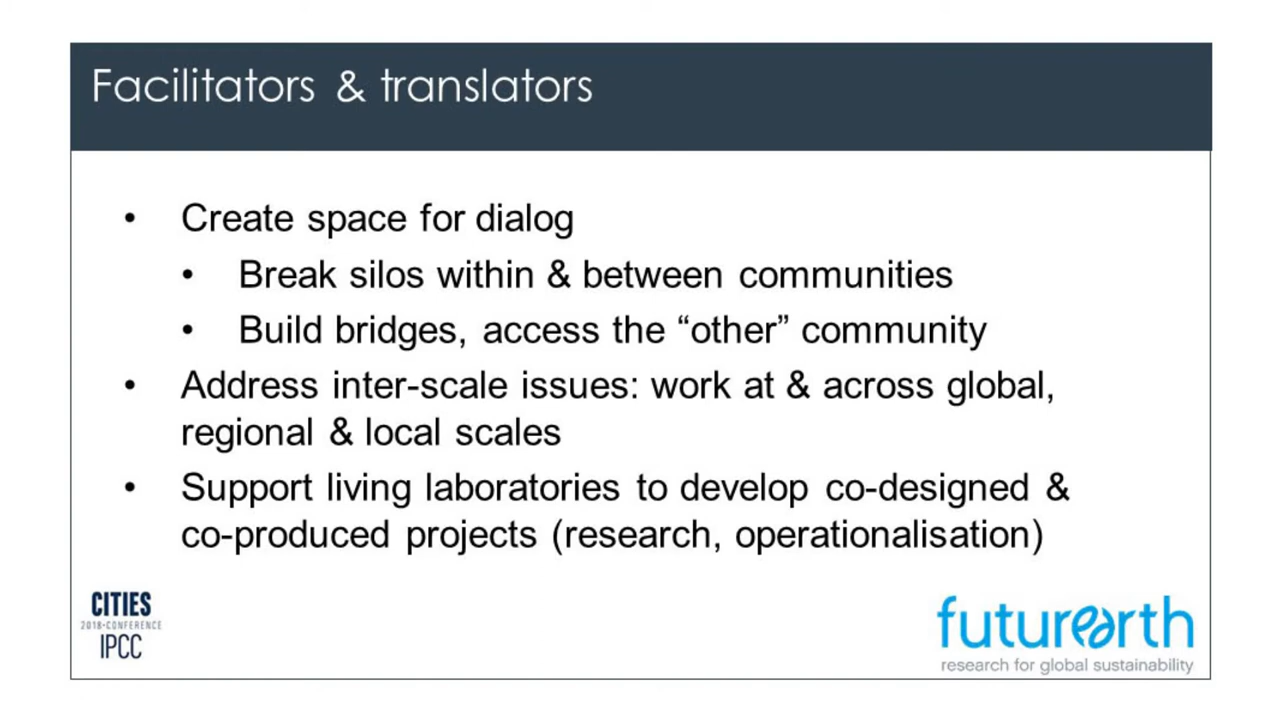 Facilitators & translators
• Create space for dialog
• Break silos within & between communities
• Build bridges, access the “other” community
• Address inter-scale issues: work at & across global,
regional & local scales
• Support living laboratories to develop co-designed &
co-produced projects (research, operationalisation)
CITIES
2018•CONFERENCE
IPCC
futurearth
research for global sustainability